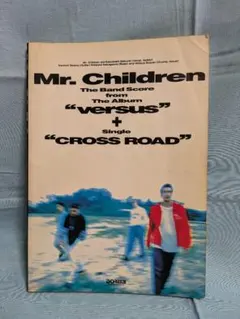 Mr. Children
The Band Score
from
The Album
"versus"
+
Single
"CROSS ROAD"